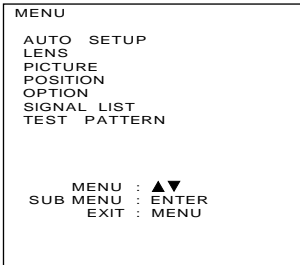 MENU
AUTO SETUP
LENS
PICTURE
POSITION
OPTION
SIGNAL LIST
TEST PATTERN
MENU : ▲▼
SUB MENU : ENTER
EXIT : MENU